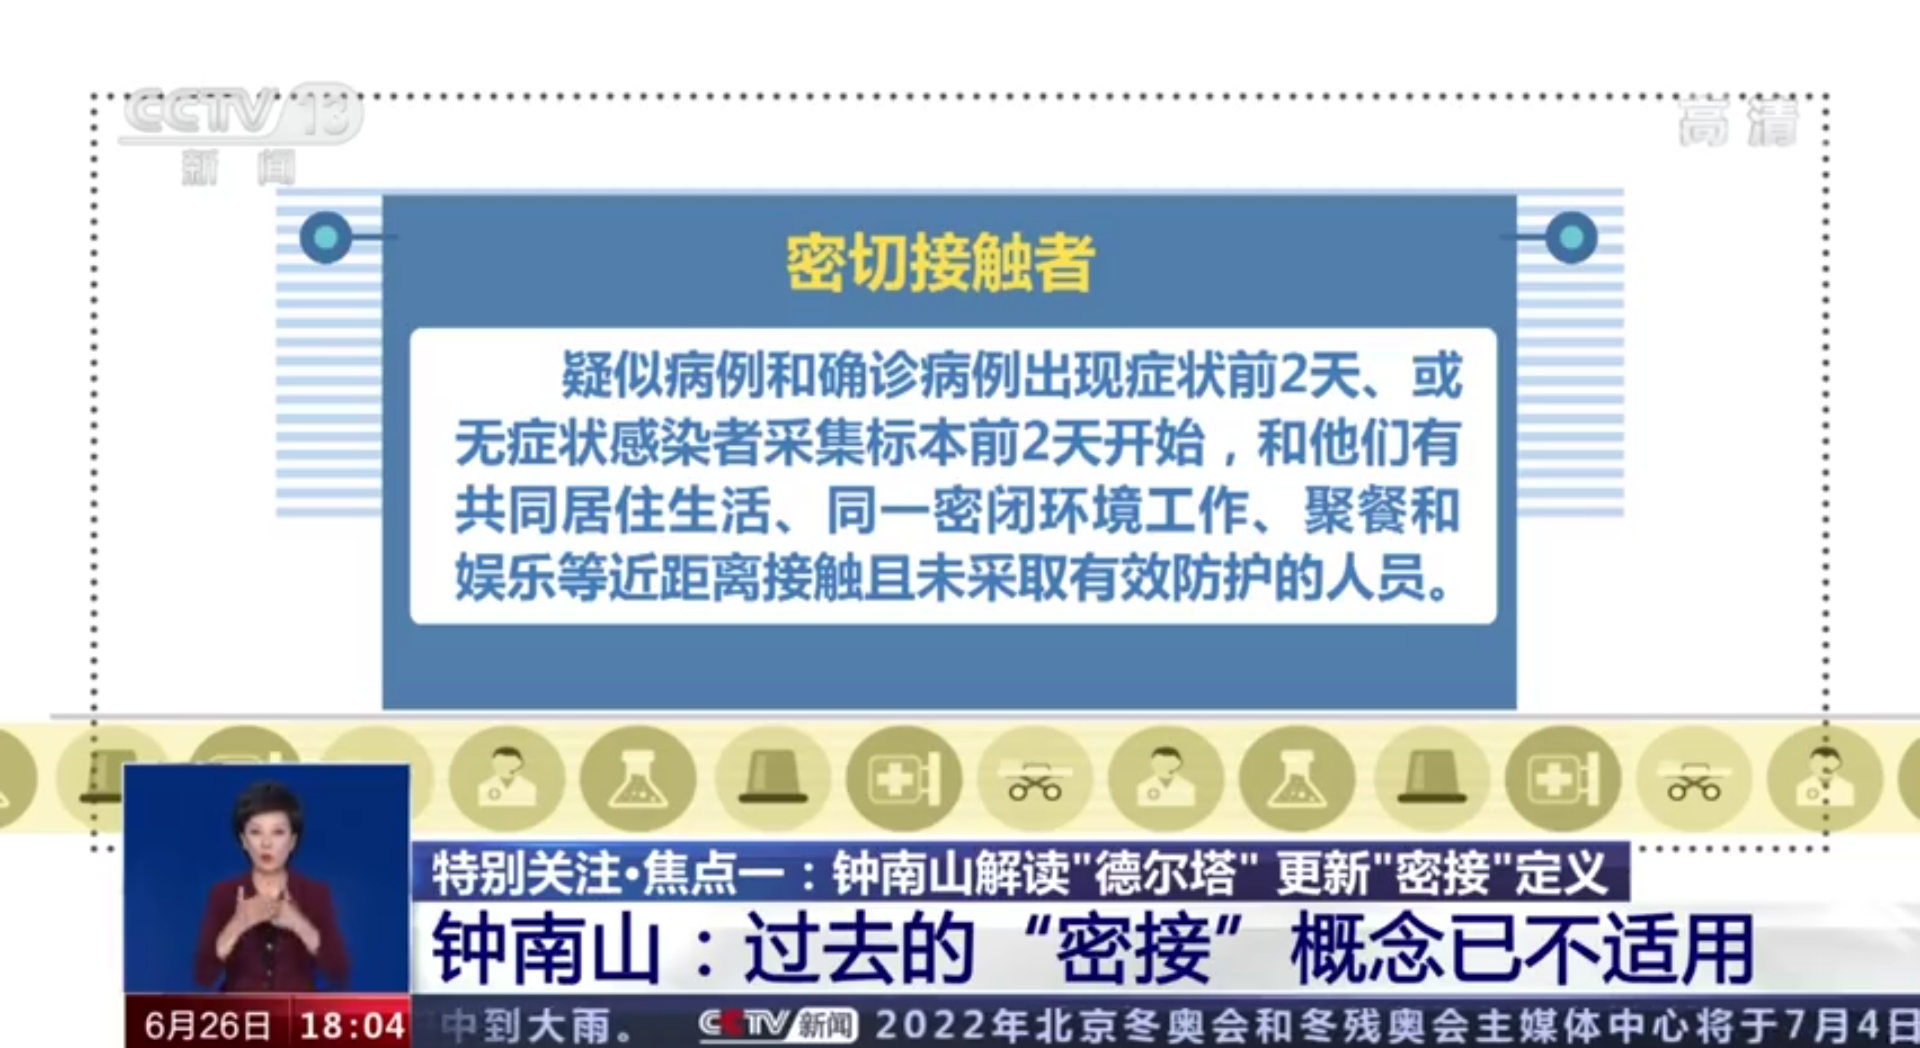 CCTV 13
新闻
高清
密切接触者
疑似病例和确诊病例出现症状前2天、或
无症状感染者采集标本前2天开始，和他们有
共同居住生活、同一密闭环境工作、聚餐和
娱乐等近距离接触且未采取有效防护的人员。
特别关注·焦点一：钟南山解读"德尔塔" 更新"密接"定义
钟南山：过去的“密接”概念已不适用
6月26日 18:04 中到大雨。 CCTV新闻 2022年北京冬奥会和冬残奥会主媒体中心将于7月4日